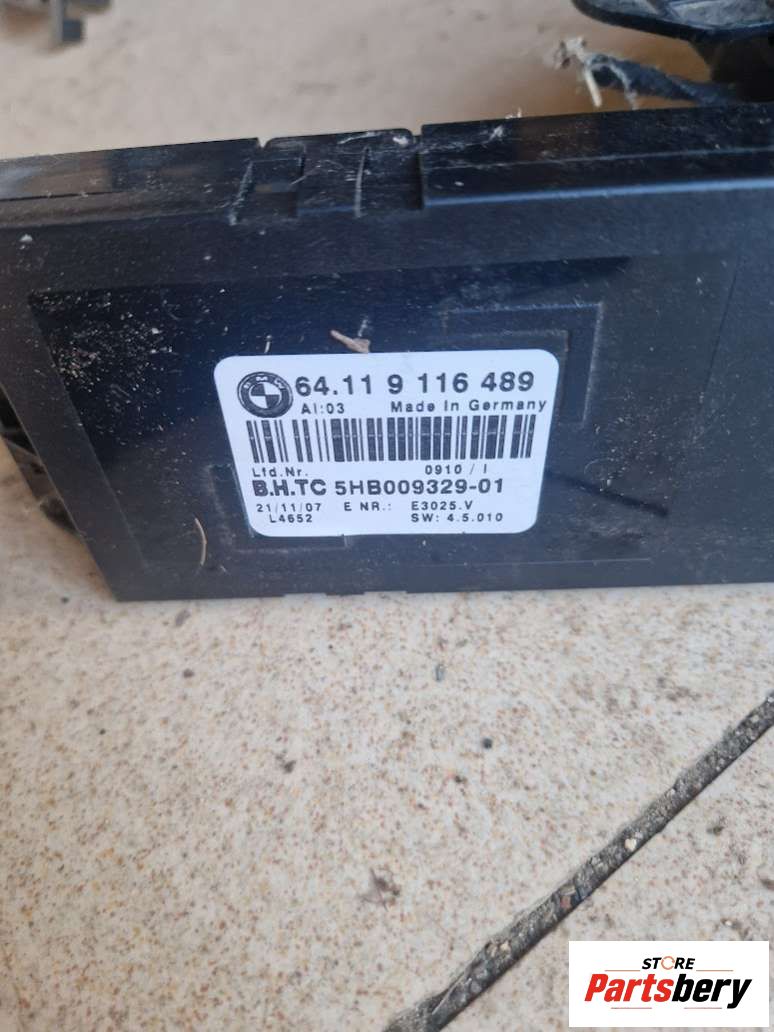 64.11 9 116 489
AI:03 Made in Germany
Lfd.Nr. 0910 / I
B.H.TC 5HB009329-01
21/11/07 E NR.: E3025.V
L4652 SW: 4.5.010
STORE
Partsbery